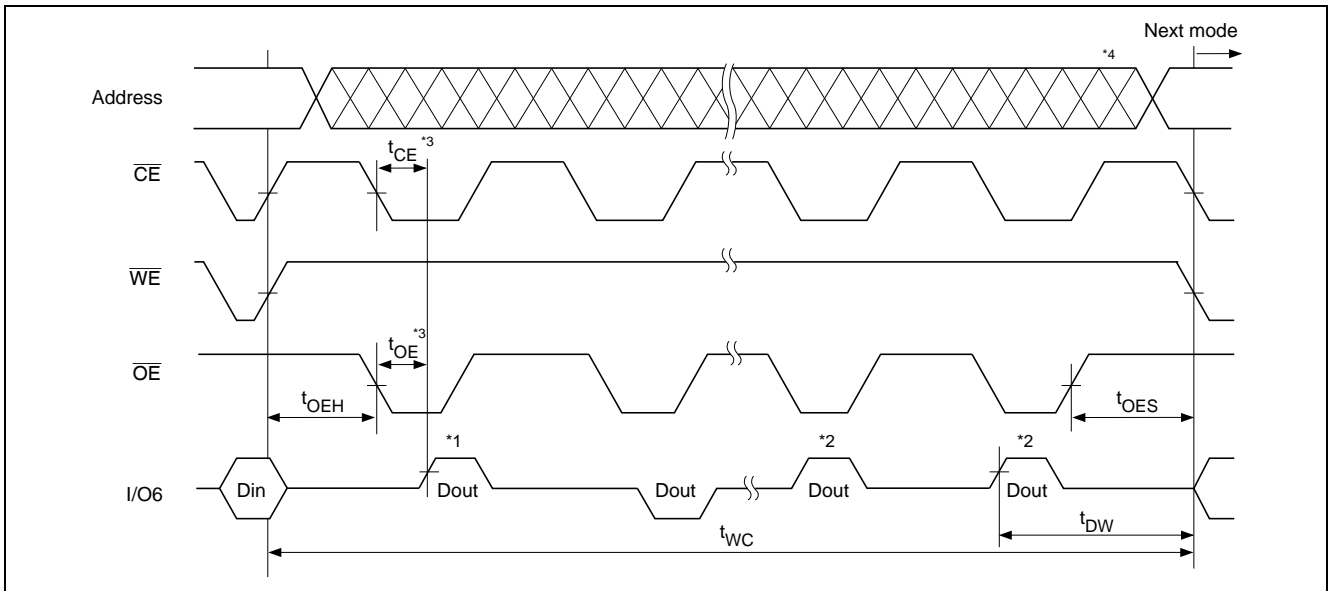 Next mode
*4
Address
tCE *3
CE
WE
tOE *3
OE
tOEH
tOES
*1
*2
*2
I/O6
Din
Dout
Dout
Dout
Dout
tDW
tWC